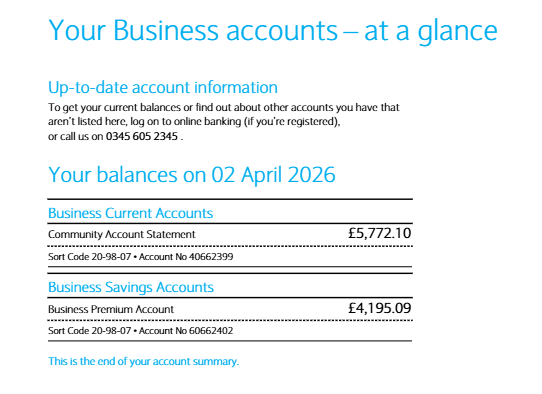 Your Business accounts – at a glance
Up-to-date account information
To get your current balances or find out about other accounts you have that
aren't listed here, log on to online banking (if you're registered),
or call us on 0345 605 2345 .
Your balances on 02 April 2026
Business Current Accounts
Community Account Statement £5,772.10
Sort Code 20-98-07 • Account No 40662399
Business Savings Accounts
Business Premium Account £4,195.09
Sort Code 20-98-07 • Account No 60662402
This is the end of your account summary.